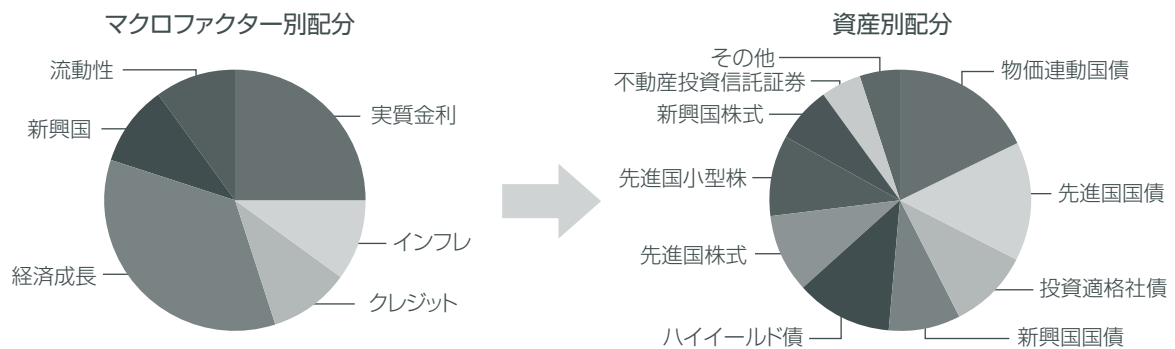 マクロファクター別配分
流動性
実質金利
新興国
インフレ
経済成長
クレジット
資産別配分
その他
物価連動国債
不動産投資信託証券
新興国株式
先進国小型株
先進国国債
先進国株式
投資適格社債
ハイイールド債
新興国国債